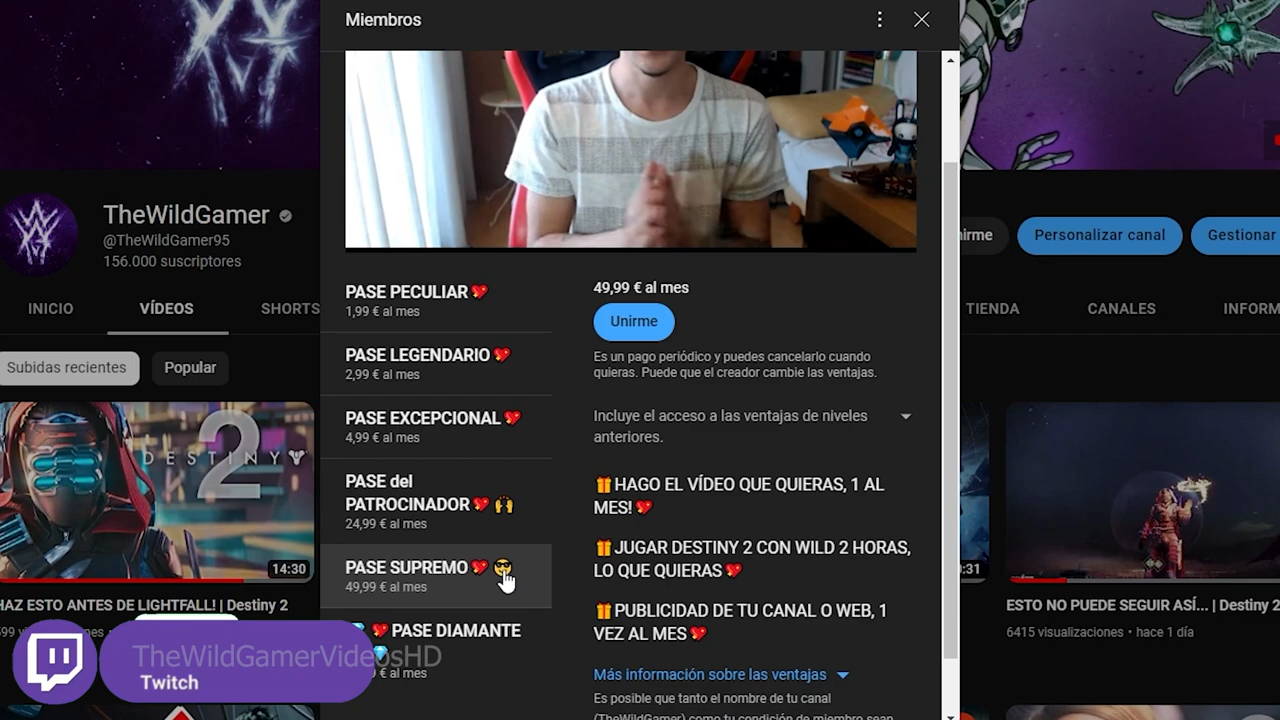 Miembros
TheWildGamer
@TheWildGamer95
156.000 suscriptores
Personalizar canal
Gestionar
INICIO
VÍDEOS
SHORTS
TIENDA
CANALES
Subidas recientes
Popular
DESTINY 2
14:30
HAZ ESTO ANTES DE LIGHTFALL! | Destiny 2
PASE PECULIAR 💖
1,99 € al mes
PASE LEGENDARIO 💖
2,99 € al mes
PASE EXCEPCIONAL 💖
4,99 € al mes
PASE del
PATROCINADOR 💖 🙌
24,99 € al mes
PASE SUPREMO 💖 😎
49,99 € al mes
💎 💖 PASE DIAMANTE
💎
€ al mes
49,99 € al mes
Unirme
Es un pago periódico y puedes cancelarlo cuando
quieras. Puede que el creador cambie las ventajas.
Incluye el acceso a las ventajas de niveles
anteriores.
🎁HAGO EL VÍDEO QUE QUIERAS, 1 AL
MES!💖
🎁JUGAR DESTINY 2 CON WILD 2 HORAS,
LO QUE QUIERAS💖
🎁PUBLICIDAD DE TU CANAL O WEB, 1
VEZ AL MES💖
Más información sobre las ventajas
Es posible que tanto el nombre de tu canal
(TheWildGamer) como tu condición de miembro sean
ESTO NO PUEDE SEGUIR ASÍ... | Destiny 2
6415 visualizaciones • hace 1 día
TheWildGamerVideosHD
Twitch